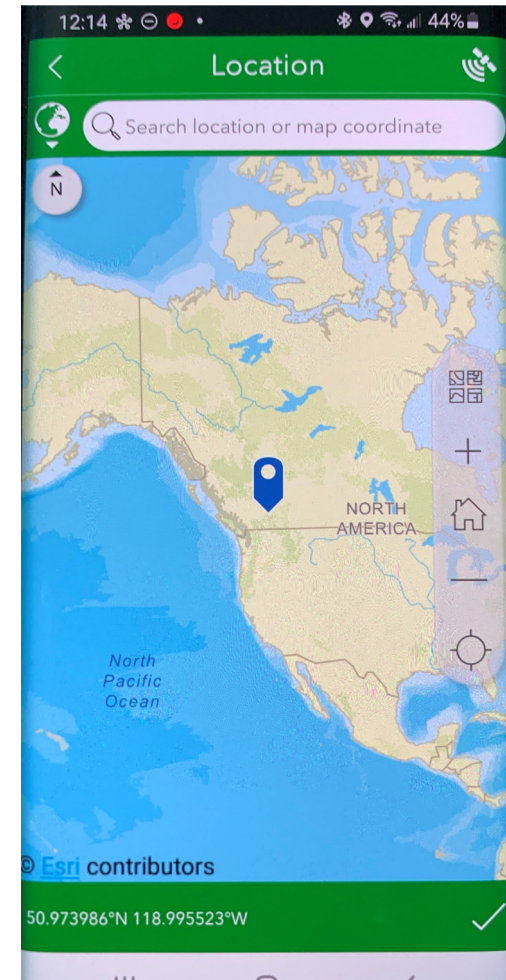 12:14
44%
Location
Search location or map coordinate
N
NORTH
AMERICA
North
Pacific
Ocean
© Esri contributors
50.973986°N 118.995523°W